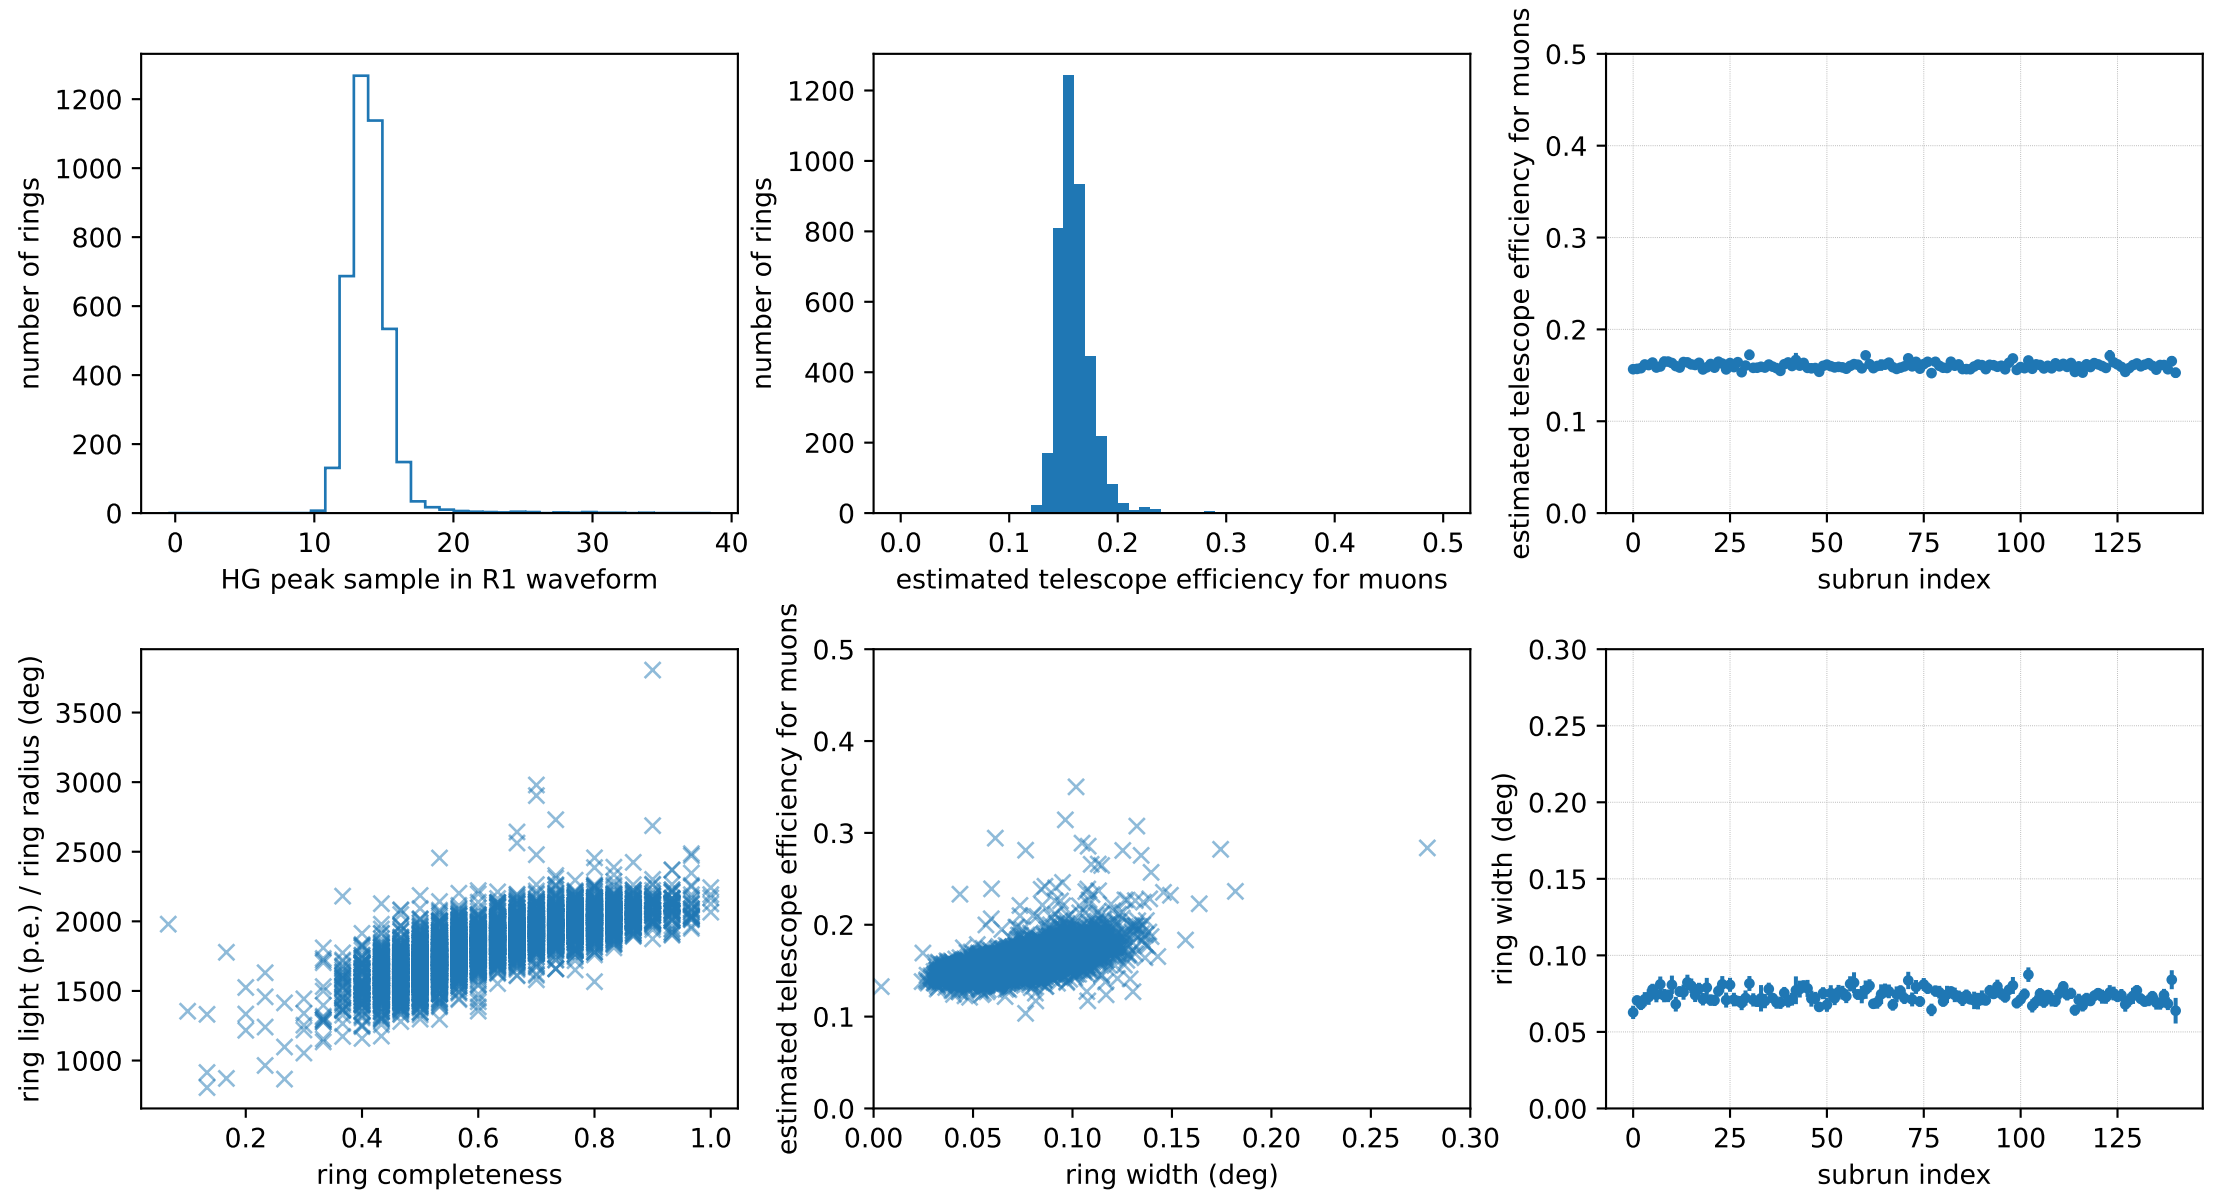 number of rings
1200
1000
800
600
400
200
0
0 10 20 30 40
HG peak sample in R1 waveform
number of rings
1200
1000
800
600
400
200
0
0.0 0.1 0.2 0.3 0.4 0.5
estimated telescope efficiency for muons
estimated telescope efficiency for muons
0.5
0.4
0.3
0.2
0.1
0.0
0 25 50 75 100 125
subrun index
ring light (p.e.) / ring radius (deg)
3500
3000
2500
2000
1500
1000
0.2 0.4 0.6 0.8 1.0
ring completeness
estimated telescope efficiency for muons
0.5
0.4
0.3
0.2
0.1
0.0
0.00 0.05 0.10 0.15 0.20 0.25 0.30
ring width (deg)
ring width (deg)
0.30
0.25
0.20
0.15
0.10
0.05
0.00
0 25 50 75 100 125
subrun index